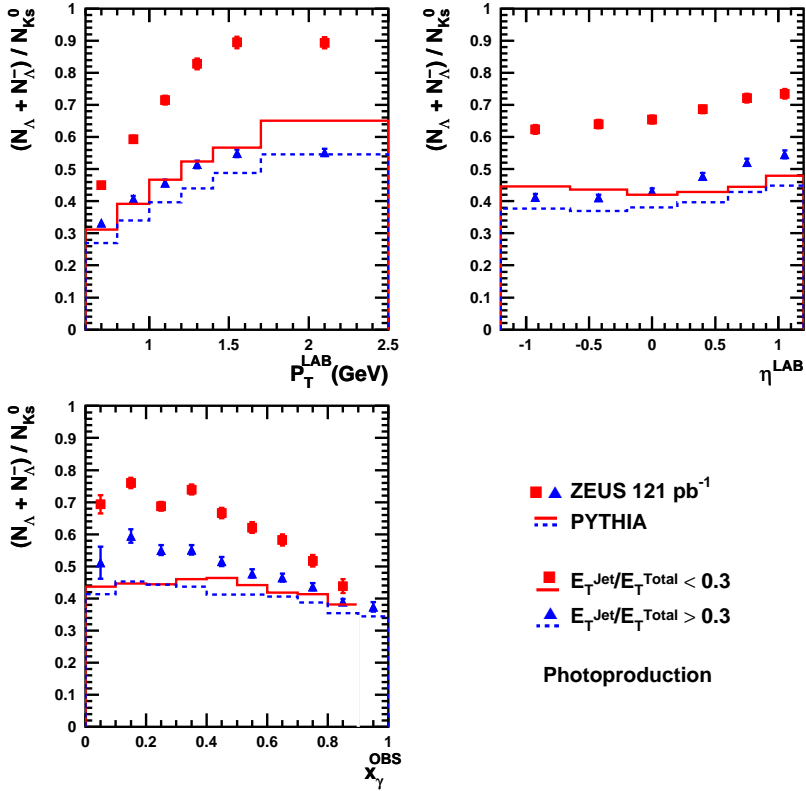 (N_Λ + N_Λ̄) / N_Ks^0
1
0.9
0.8
0.7
0.6
0.5
0.4
0.3
0.2
0.1
0
1 1.5 2 2.5
P_T^LAB (GeV)
(N_Λ + N_Λ̄) / N_Ks^0
1
0.9
0.8
0.7
0.6
0.5
0.4
0.3
0.2
0.1
0
-1 -0.5 0 0.5 1
η^LAB
(N_Λ + N_Λ̄) / N_Ks^0
1
0.9
0.8
0.7
0.6
0.5
0.4
0.3
0.2
0.1
0
0 0.2 0.4 0.6 0.8 1
x_γ^OBS
ZEUS 121 pb^-1
PYTHIA
E_T^Jet/E_T^Total < 0.3
E_T^Jet/E_T^Total > 0.3
Photoproduction